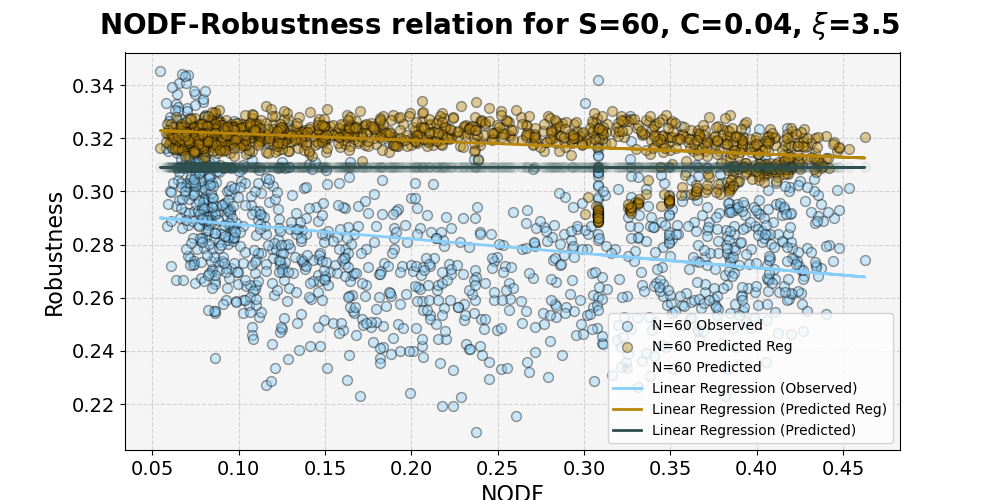 NODF-Robustness relation for S=60, C=0.04, ξ=3.5
Robustness
0.34
0.32
0.30
0.28
0.26
0.24
0.22
N=60 Observed
N=60 Predicted Reg
N=60 Predicted
Linear Regression (Observed)
Linear Regression (Predicted Reg)
Linear Regression (Predicted)
0.05 0.10 0.15 0.20 0.25 0.30 0.35 0.40 0.45
NODF